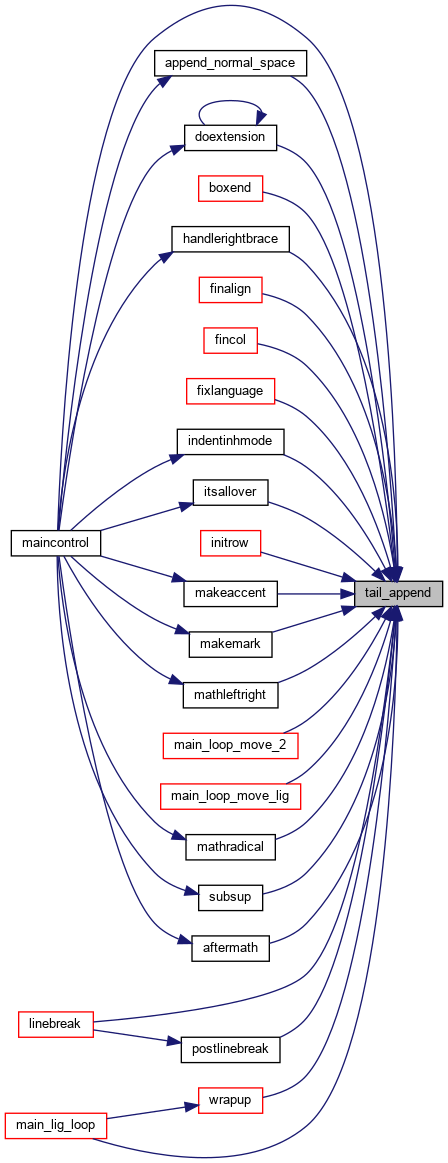 append_normal_space
doextension
boxend
handlerightbrace
finalign
fincol
fixlanguage
indentinhmode
itsallover
maincontrol
initrow
makeaccent
tail_append
makemark
mathleftright
main_loop_move_2
main_loop_move_lig
mathradical
subsup
aftermath
linebreak
postlinebreak
wrapup
main_lig_loop